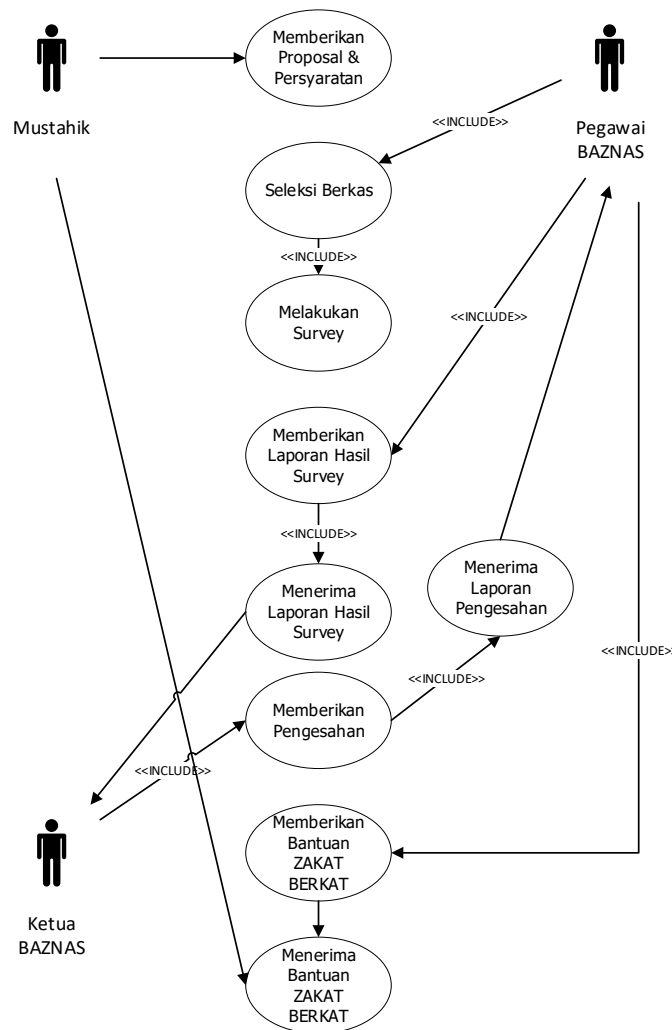 Memberikan
Proposal &
Persyaratan
Mustahik
<<INCLUDE>>
Pegawai
BAZNAS
Seleksi Berkas
<<INCLUDE>>
Melakukan
Survey
<<INCLUDE>>
Memberikan
Laporan Hasil
Survey
<<INCLUDE>>
Menerima
Laporan
Pengesahan
Menerima
Laporan Hasil
Survey
<<INCLUDE>>
<<INCLUDE>>
Memberikan
Pengesahan
<<INCLUDE>>
Memberikan
Bantuan
ZAKAT
BERKAT
Ketua
BAZNAS
Menerima
Bantuan
ZAKAT
BERKAT